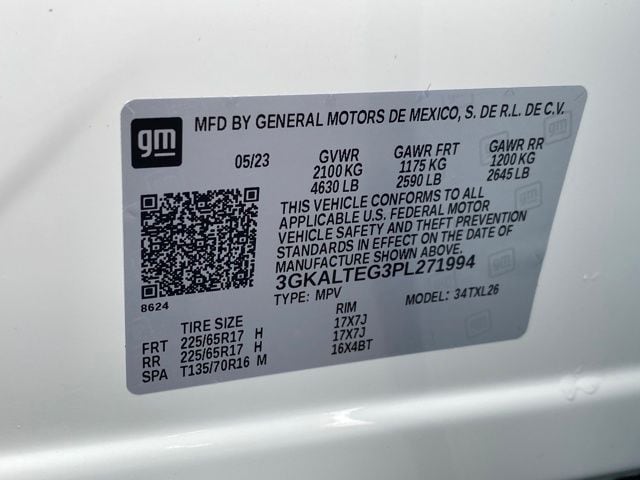 gm
MFD BY GENERAL MOTORS DE MEXICO, S. DE R.L. DE C.V.
05/23 GVWR GAWR FRT GAWR RR
2100 KG 1175 KG 1200 KG
4630 LB 2590 LB 2645 LB
THIS VEHICLE CONFORMS TO ALL
APPLICABLE U.S. FEDERAL MOTOR
VEHICLE SAFETY AND THEFT PREVENTION
STANDARDS IN EFFECT ON THE DATE OF
MANUFACTURE SHOWN ABOVE.
3GKALTEG3PL271994
TYPE: MPV MODEL: 34TXL26
8624
TIRE SIZE RIM
FRT 225/65R17 H 17X7J
RR 225/65R17 H 17X7J
SPA T135/70R16 M 16X4BT